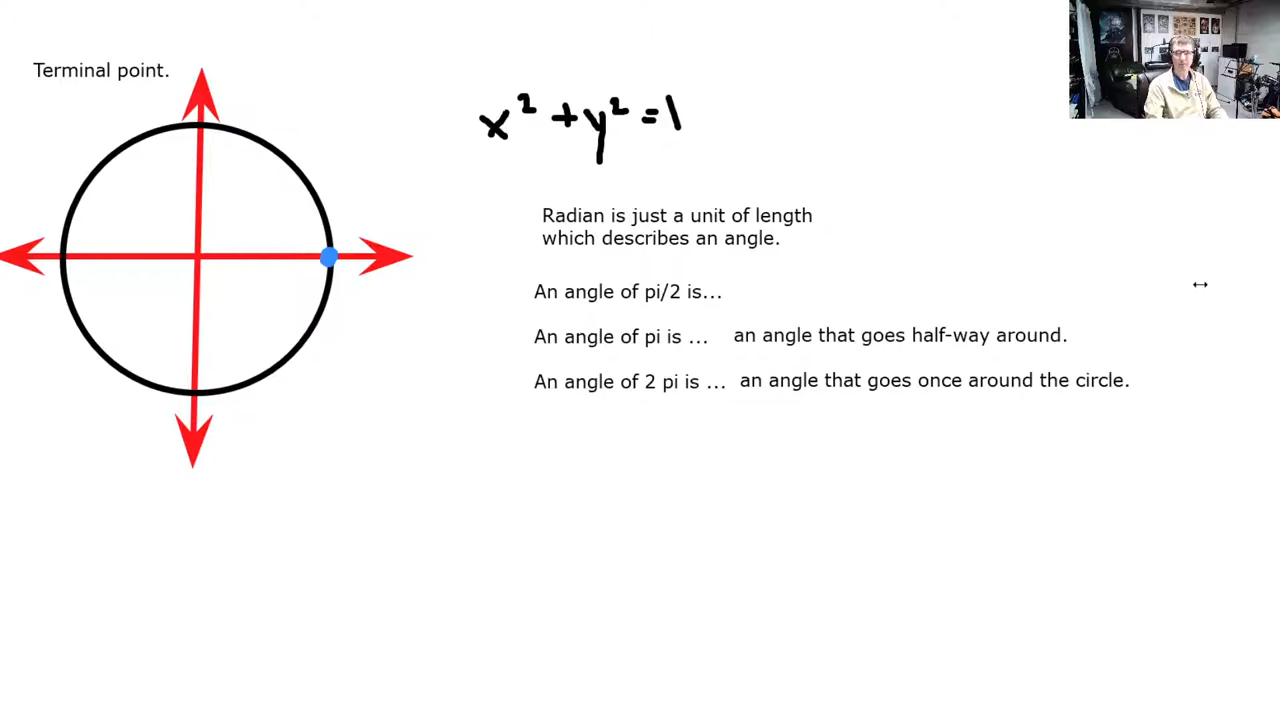 Terminal point.
x² + y² = 1
Radian is just a unit of length
which describes an angle.
An angle of pi/2 is...
An angle of pi is ... an angle that goes half-way around.
An angle of 2 pi is ... an angle that goes once around the circle.